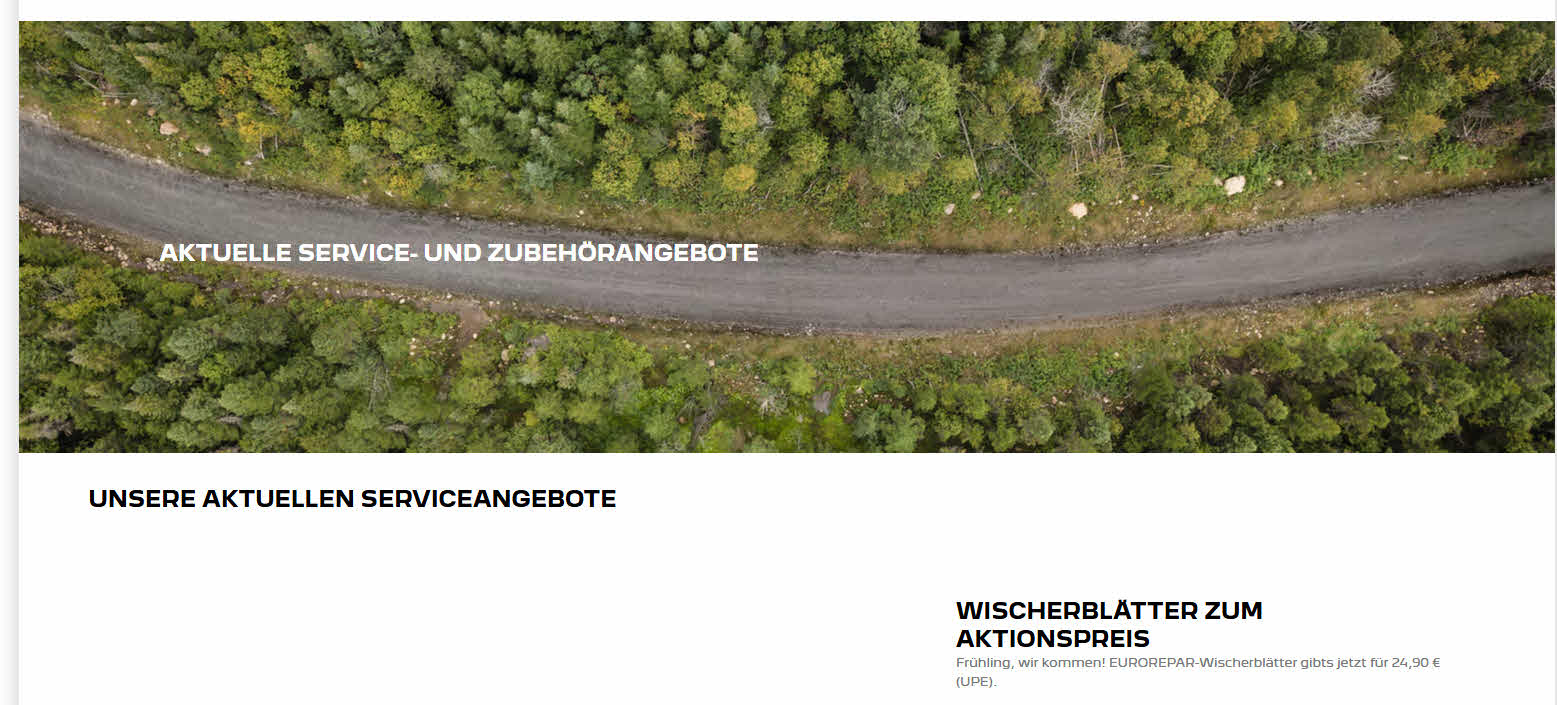 AKTUELLE SERVICE- UND ZUBEHÖRANGEBOTE
UNSERE AKTUELLEN SERVICEANGEBOTE
WISCHERBLÄTTER ZUM
AKTIONSPREIS
Frühling, wir kommen! EUROREPAR-Wischerblätter gibts jetzt für 24,90 €
(UPE).